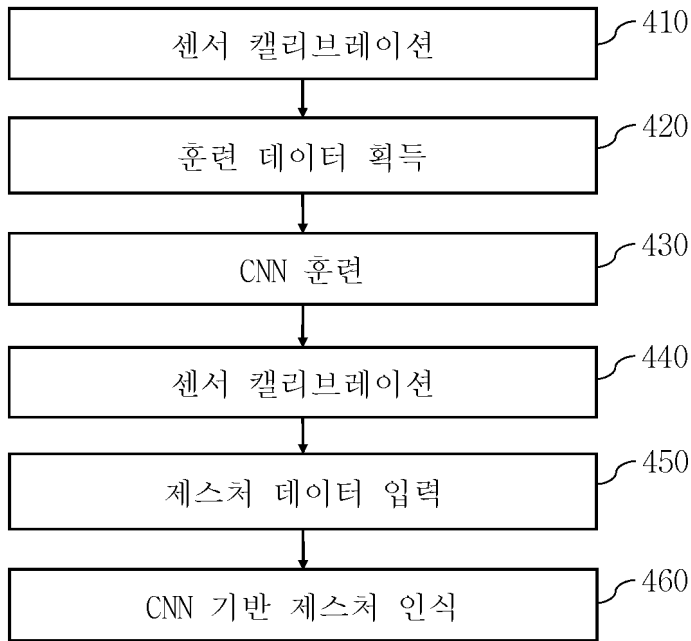 센서 캘리브레이션 410
훈련 데이터 획득 420
CNN 훈련 430
센서 캘리브레이션 440
제스처 데이터 입력 450
CNN 기반 제스처 인식 460